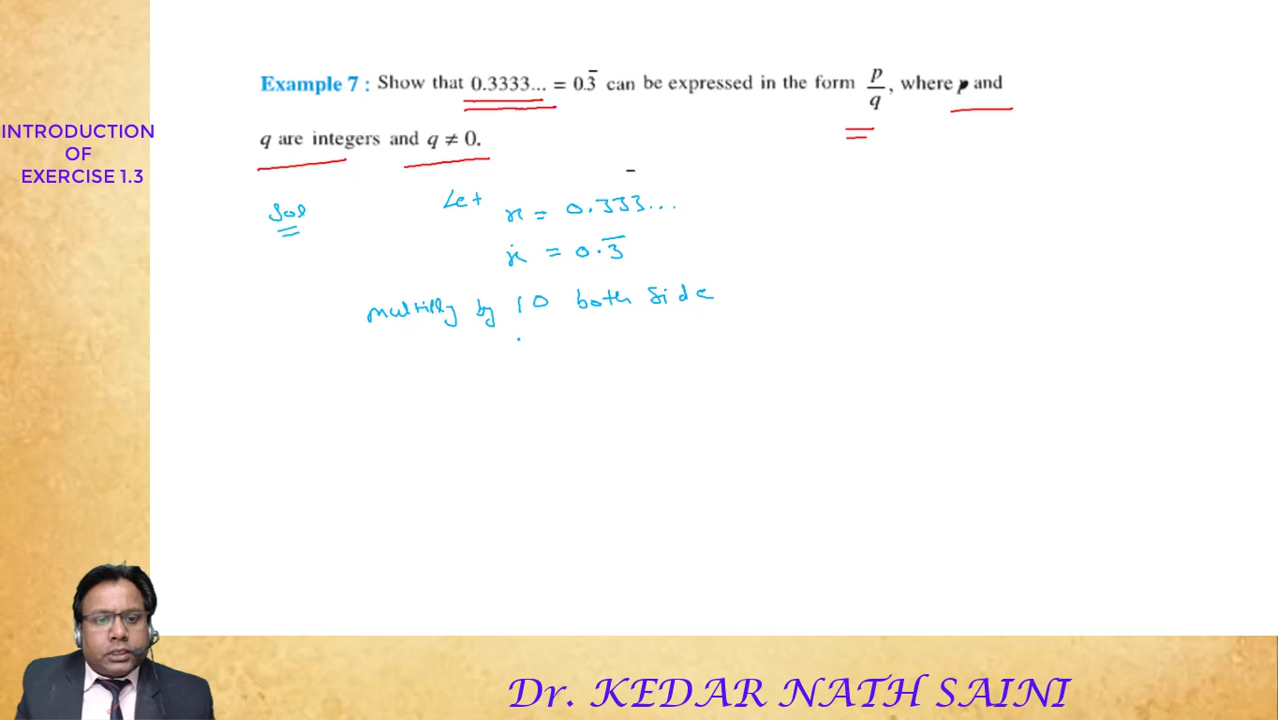 Example 7 : Show that 0.3333... = 0.3̅ can be expressed in the form p/q, where p and
q are integers and q ≠ 0.
INTRODUCTION
OF
EXERCISE 1.3
Sol
Let x = 0.333...
x = 0.3̅
multiply by 10 both side
Dr. KEDAR NATH SAINI